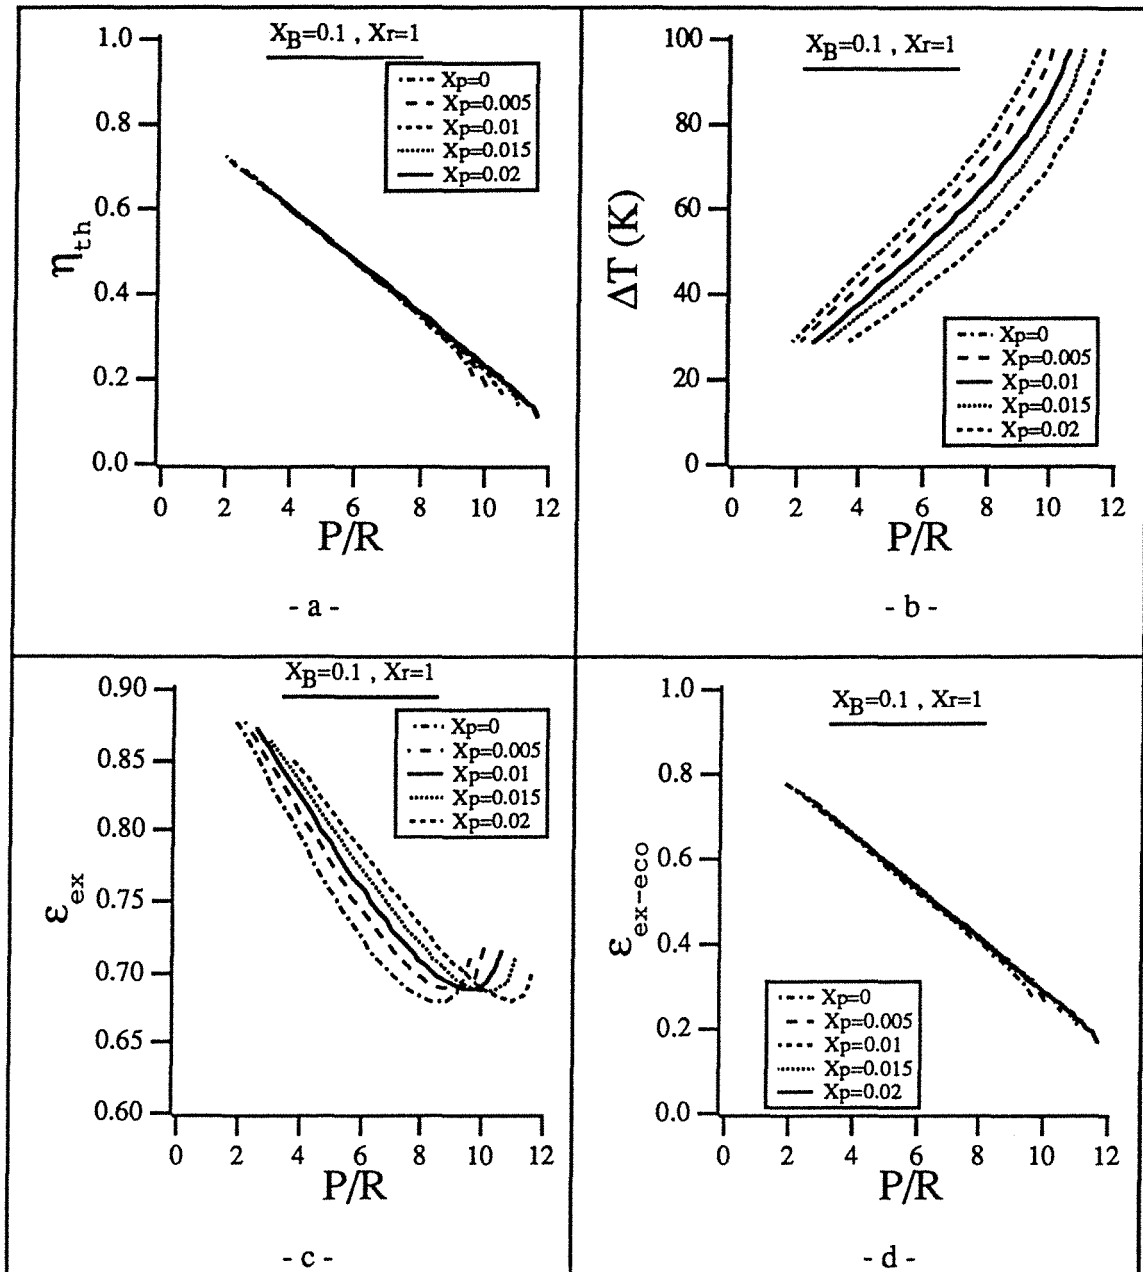 X_B=0.1 , Xr=1
1.0
0.8
0.6
0.4
0.2
0.0
η_th
Xp=0
Xp=0.005
Xp=0.01
Xp=0.015
Xp=0.02
0 2 4 6 8 10 12
P/R
- a -
X_B=0.1 , Xr=1
100
80
60
40
20
0
ΔT (K)
Xp=0
Xp=0.005
Xp=0.01
Xp=0.015
Xp=0.02
0 2 4 6 8 10 12
P/R
- b -
X_B=0.1 , Xr=1
0.90
0.85
0.80
0.75
0.70
0.65
0.60
ε_ex
Xp=0
Xp=0.005
Xp=0.01
Xp=0.015
Xp=0.02
0 2 4 6 8 10 12
P/R
- c -
X_B=0.1 , Xr=1
1.0
0.8
0.6
0.4
0.2
0.0
ε_ex-eco
Xp=0
Xp=0.005
Xp=0.01
Xp=0.015
Xp=0.02
0 2 4 6 8 10 12
P/R
- d -